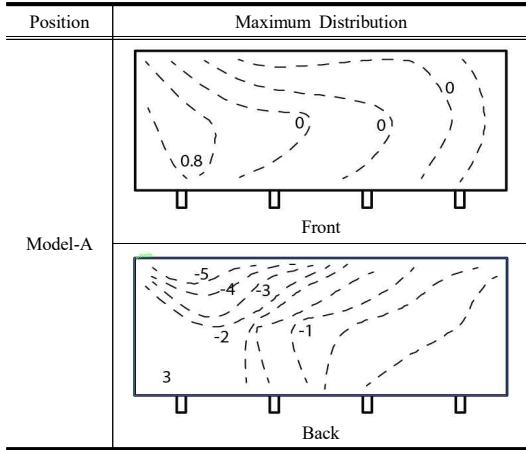 Position Maximum Distribution
0
0
0
0.8
Front
Model-A
-5
-4 -3
-2 -1
3
Back